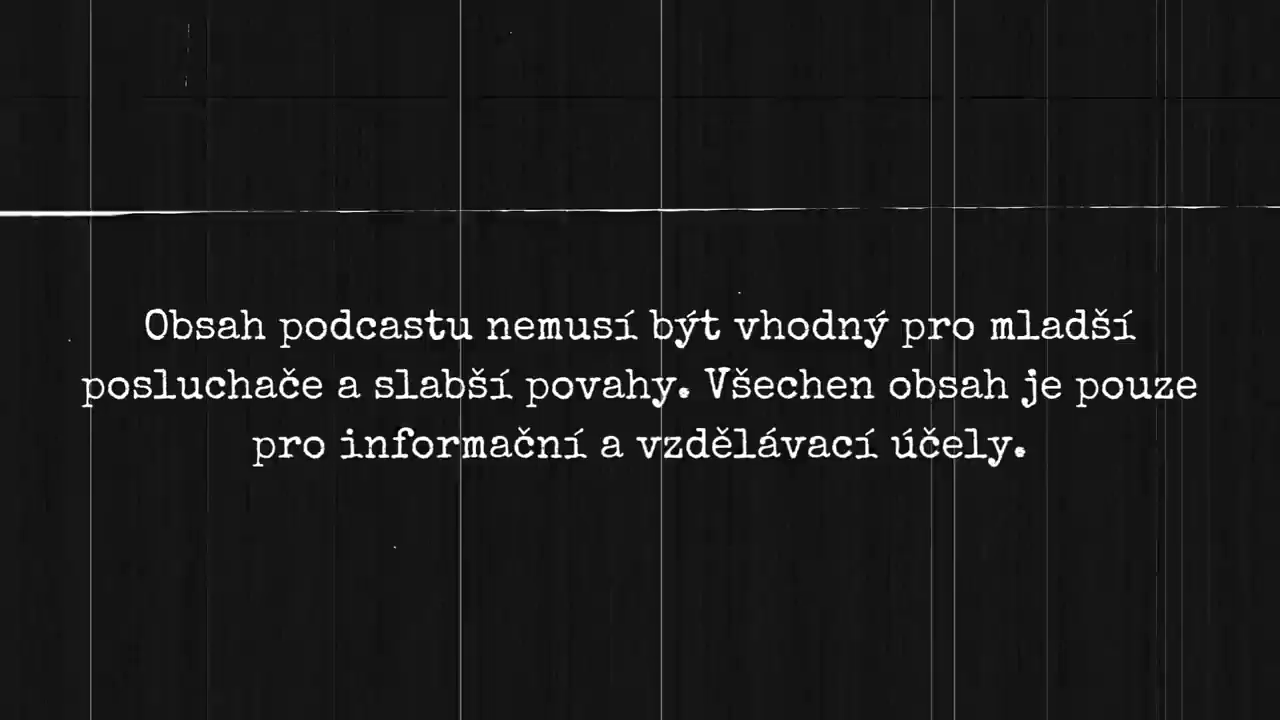 Obsah podcastu nemusí být vhodný pro mladší
posluchače a slabší povahy. Všechen obsah je pouze
pro informační a vzdělávací účely.